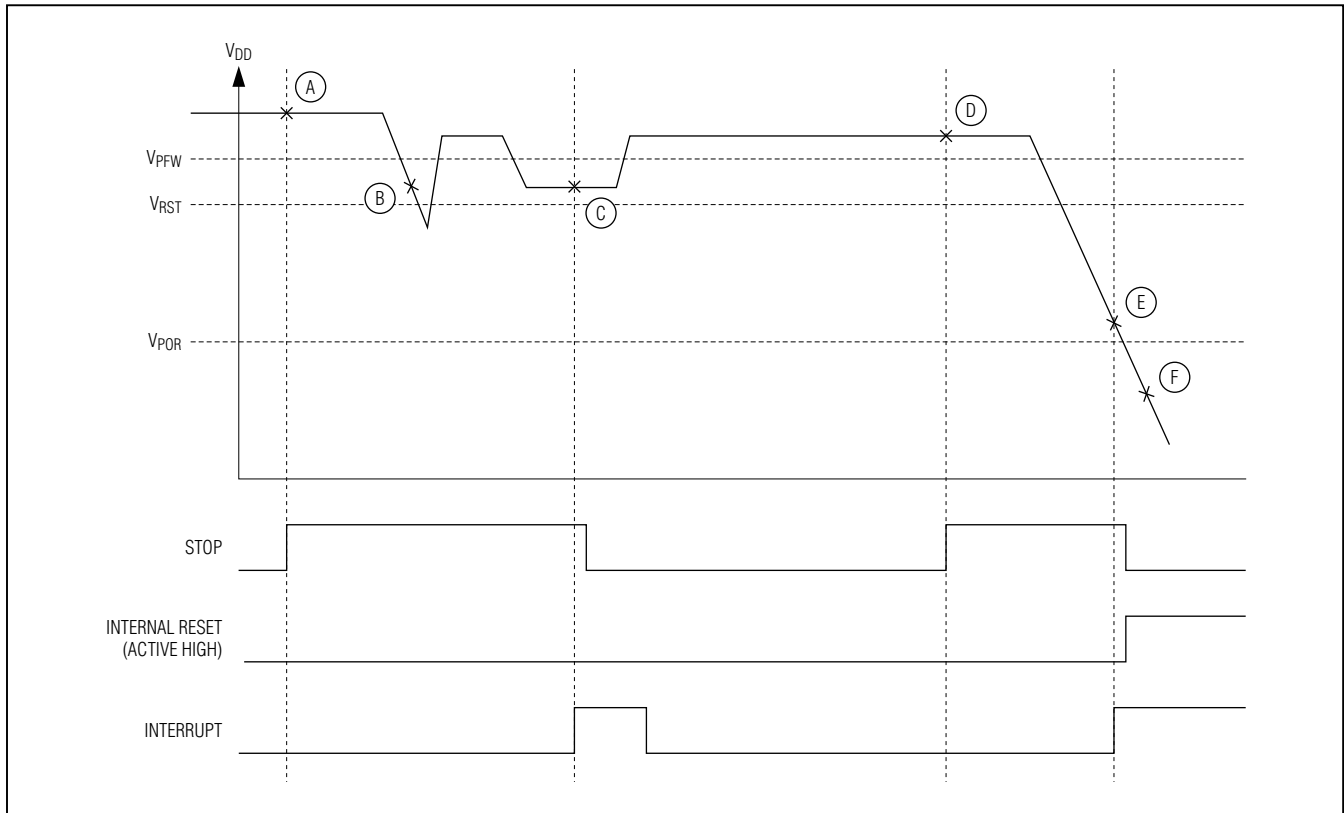 VDD
A
VPFW
B
VRST
C
D
E
VPOR
F
STOP
INTERNAL RESET
(ACTIVE HIGH)
INTERRUPT